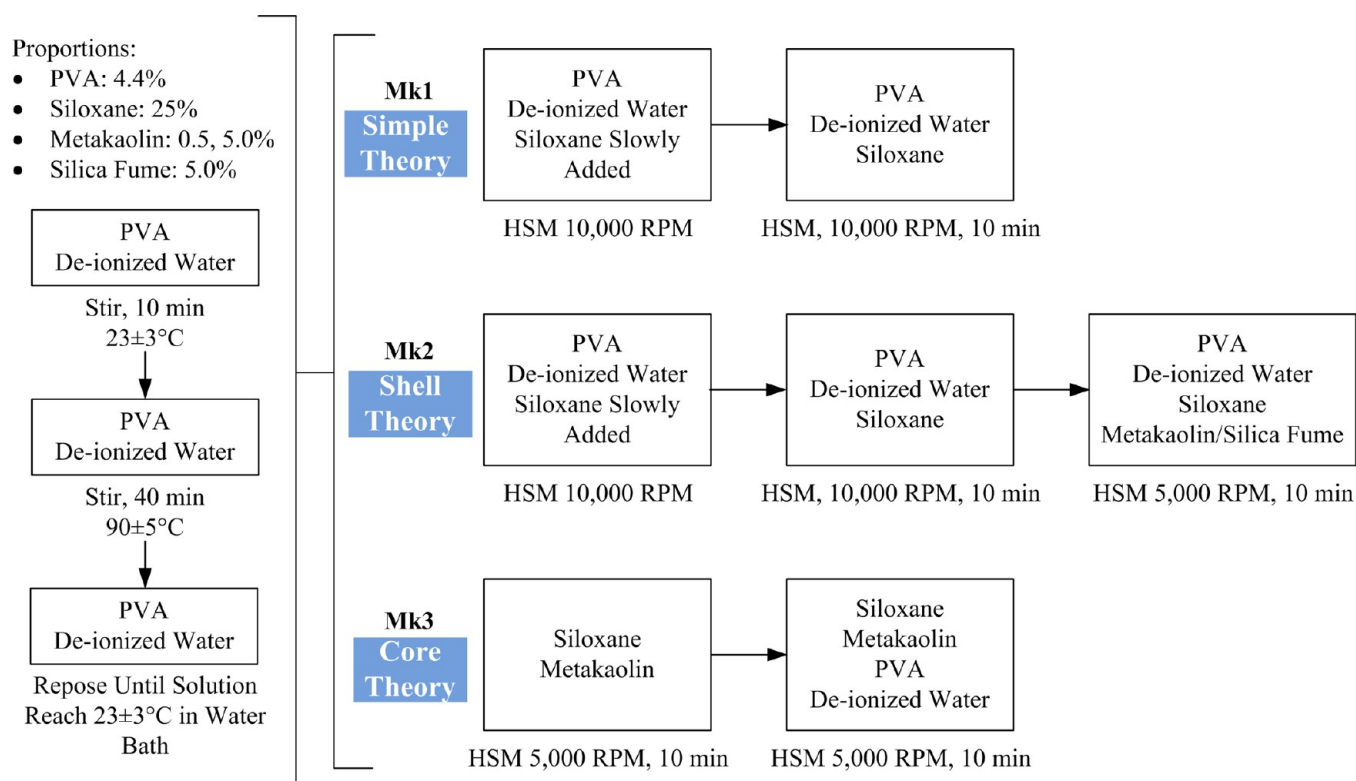 Proportions:
• PVA: 4.4%
• Siloxane: 25%
• Metakaolin: 0.5, 5.0%
• Silica Fume: 5.0%
PVA
De-ionized Water
Stir, 10 min
23±3°C
PVA
De-ionized Water
Stir, 40 min
90±5°C
PVA
De-ionized Water
Repose Until Solution
Reach 23±3°C in Water
Bath
Mk1
Simple
Theory
PVA
De-ionized Water
Siloxane Slowly
Added
HSM 10,000 RPM
PVA
De-ionized Water
Siloxane
HSM, 10,000 RPM, 10 min
Mk2
Shell
Theory
PVA
De-ionized Water
Siloxane Slowly
Added
HSM 10,000 RPM
PVA
De-ionized Water
Siloxane
HSM, 10,000 RPM, 10 min
PVA
De-ionized Water
Siloxane
Metakaolin/Silica Fume
HSM 5,000 RPM, 10 min
Mk3
Core
Theory
Siloxane
Metakaolin
HSM 5,000 RPM, 10 min
Siloxane
Metakaolin
PVA
De-ionized Water
HSM 5,000 RPM, 10 min